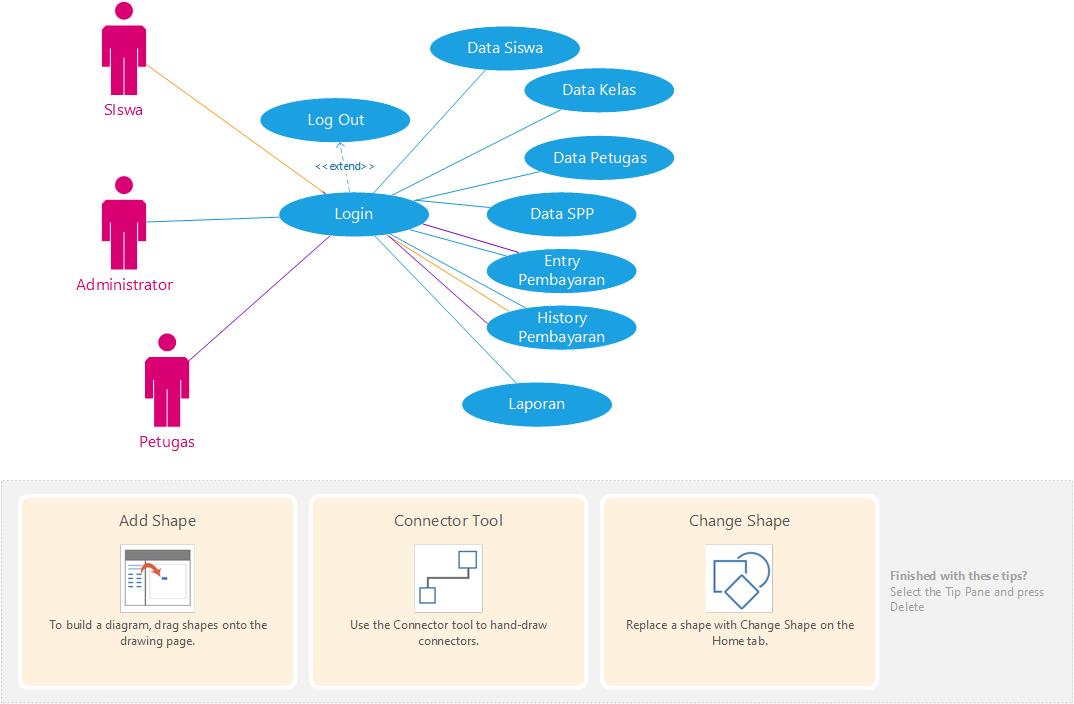 SIswa
Administrator
Petugas
Log Out
<<extend>>
Login
Data Siswa
Data Kelas
Data Petugas
Data SPP
Entry
Pembayaran
History
Pembayaran
Laporan
Add Shape
To build a diagram, drag shapes onto the
drawing page.
Connector Tool
Use the Connector tool to hand-draw
connectors.
Change Shape
Replace a shape with Change Shape on the
Home tab.
Finished with these tips?
Select the Tip Pane and press
Delete